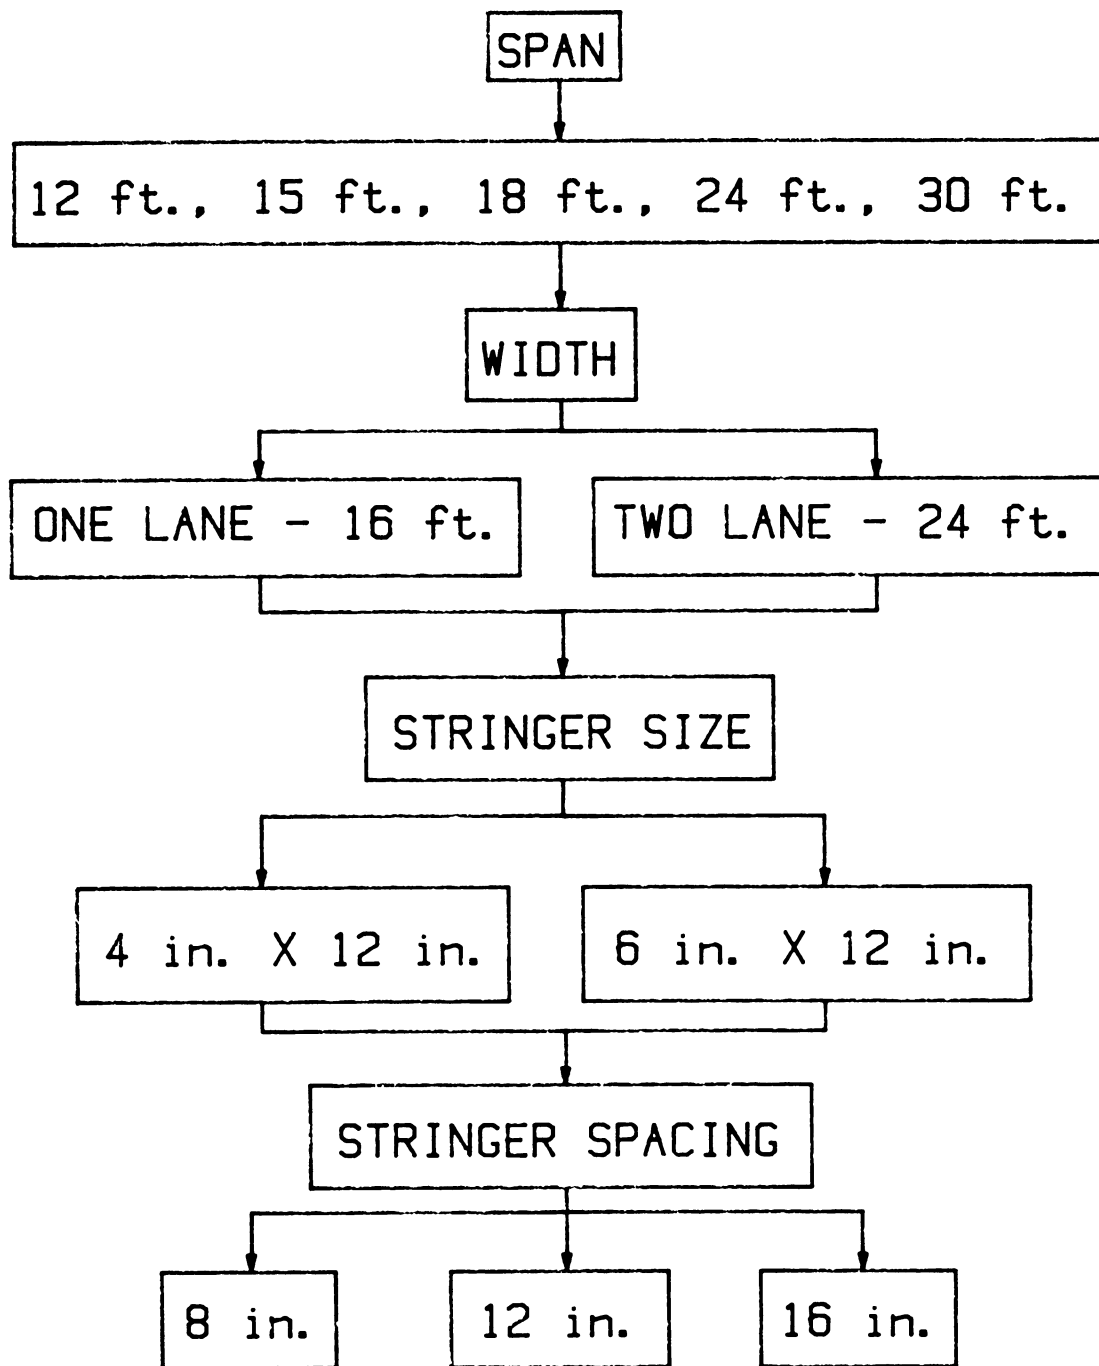 SPAN
12 ft., 15 ft., 18 ft., 24 ft., 30 ft.
WIDTH
ONE LANE - 16 ft.
TWO LANE - 24 ft.
STRINGER SIZE
4 in. X 12 in.
6 in. X 12 in.
STRINGER SPACING
8 in.
12 in.
16 in.